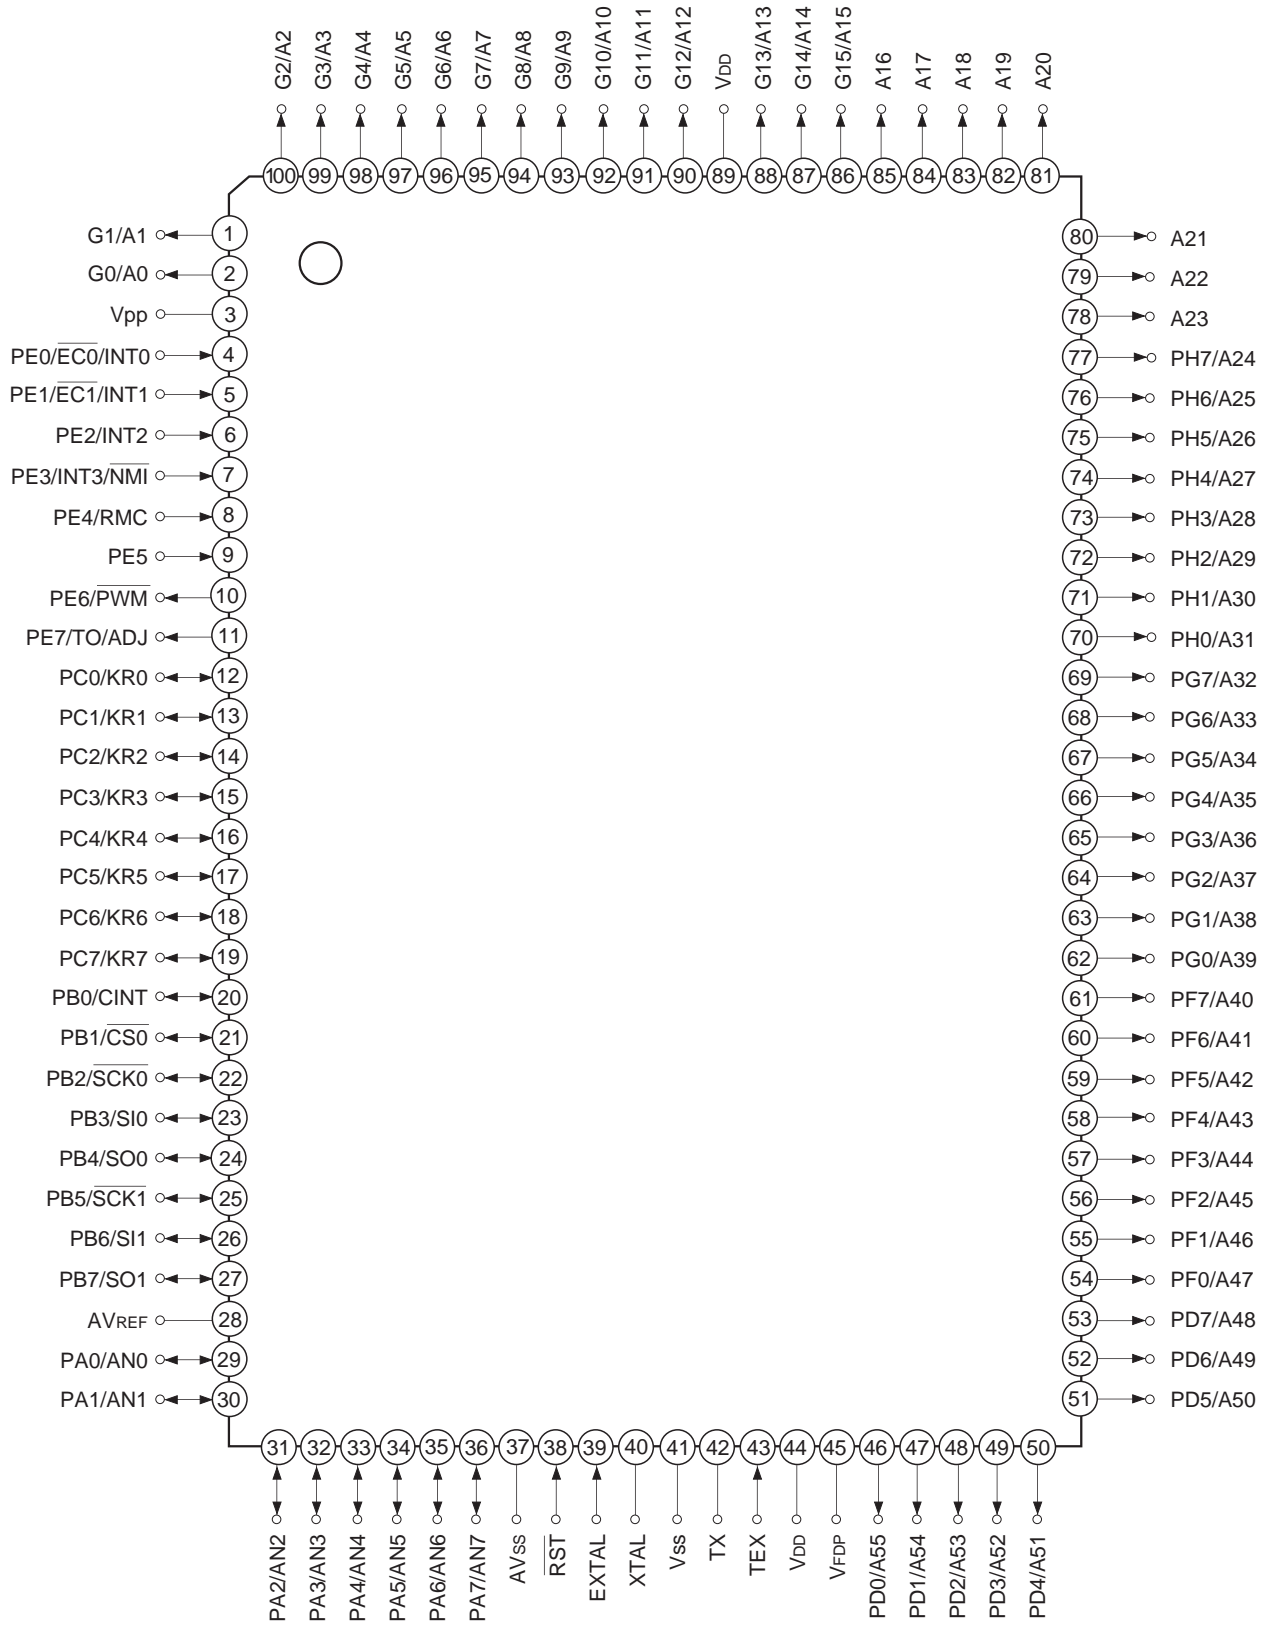 G2/A2 G3/A3 G4/A4 G5/A5 G6/A6 G7/A7 G8/A8 G9/A9 G10/A10 G11/A11 G12/A12 VDD G13/A13 G14/A14 G15/A15 A16 A17 A18 A19 A20
100 99 98 97 96 95 94 93 92 91 90 89 88 87 86 85 84 83 82 81
G1/A1 1 80 A21
G0/A0 2 79 A22
Vpp 3 78 A23
PE0/EC0/INT0 4 77 PH7/A24
PE1/EC1/INT1 5 76 PH6/A25
PE2/INT2 6 75 PH5/A26
PE3/INT3/NMI 7 74 PH4/A27
PE4/RMC 8 73 PH3/A28
PE5 9 72 PH2/A29
PE6/PWM 10 71 PH1/A30
PE7/TO/ADJ 11 70 PH0/A31
PC0/KR0 12 69 PG7/A32
PC1/KR1 13 68 PG6/A33
PC2/KR2 14 67 PG5/A34
PC3/KR3 15 66 PG4/A35
PC4/KR4 16 65 PG3/A36
PC5/KR5 17 64 PG2/A37
PC6/KR6 18 63 PG1/A38
PC7/KR7 19 62 PG0/A39
PB0/CINT 20 61 PF7/A40
PB1/CS0 21 60 PF6/A41
PB2/SCK0 22 59 PF5/A42
PB3/SI0 23 58 PF4/A43
PB4/SO0 24 57 PF3/A44
PB5/SCK1 25 56 PF2/A45
PB6/SI1 26 55 PF1/A46
PB7/SO1 27 54 PF0/A47
AVREF 28 53 PD7/A48
PA0/AN0 29 52 PD6/A49
PA1/AN1 30 51 PD5/A50
31 32 33 34 35 36 37 38 39 40 41 42 43 44 45 46 47 48 49 50
PA2/AN2 PA3/AN3 PA4/AN4 PA5/AN5 PA6/AN6 PA7/AN7 AVss RST EXTAL XTAL Vss TX TEX VDD VFDP PD0/A55 PD1/A54 PD2/A53 PD3/A52 PD4/A51